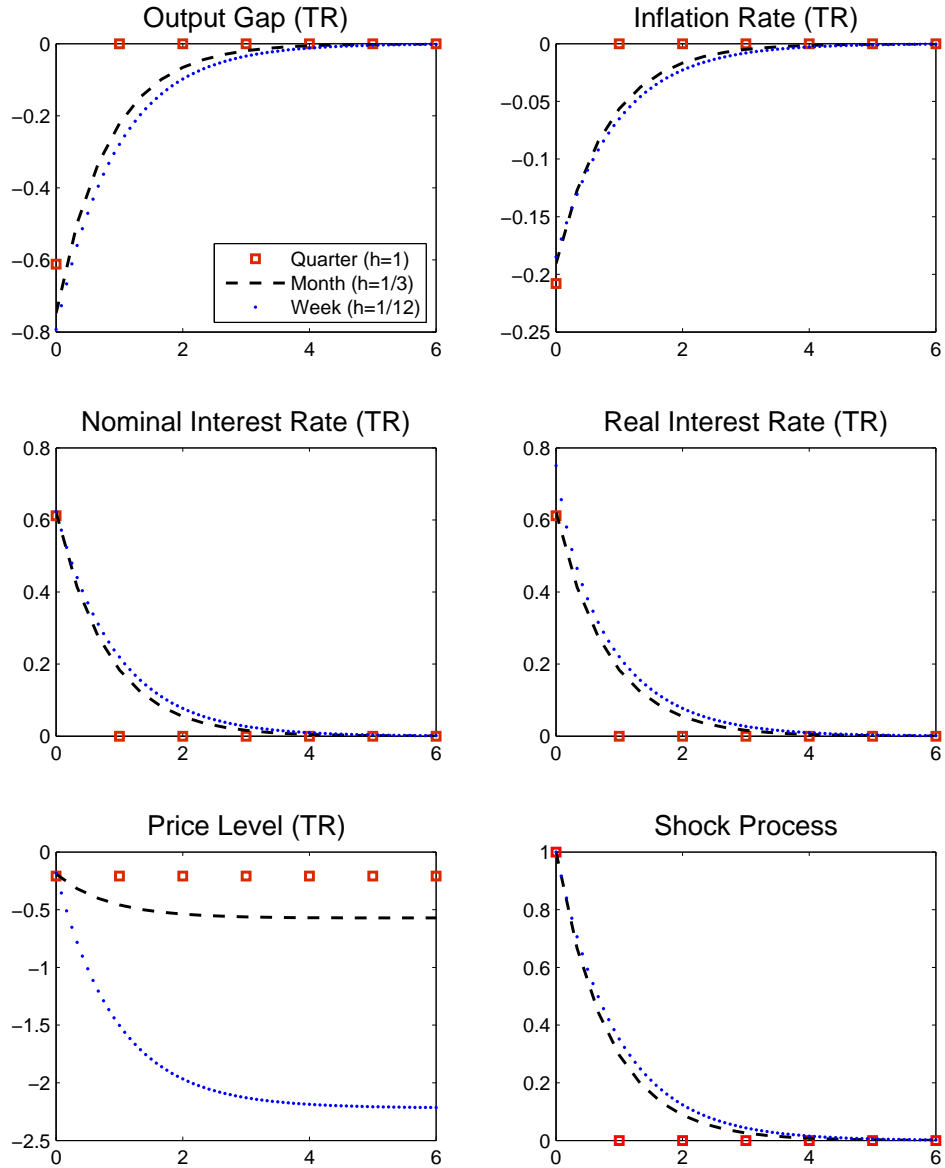 Output Gap (TR)
0
−0.2
−0.4
−0.6
−0.8
0 2 4 6
Quarter (h=1)
Month (h=1/3)
Week (h=1/12)
Inflation Rate (TR)
0
−0.05
−0.1
−0.15
−0.2
−0.25
0 2 4 6
Nominal Interest Rate (TR)
0.8
0.6
0.4
0.2
0
0 2 4 6
Real Interest Rate (TR)
0.8
0.6
0.4
0.2
0
0 2 4 6
Price Level (TR)
0
−0.5
−1
−1.5
−2
−2.5
0 2 4 6
Shock Process
1
0.8
0.6
0.4
0.2
0
0 2 4 6